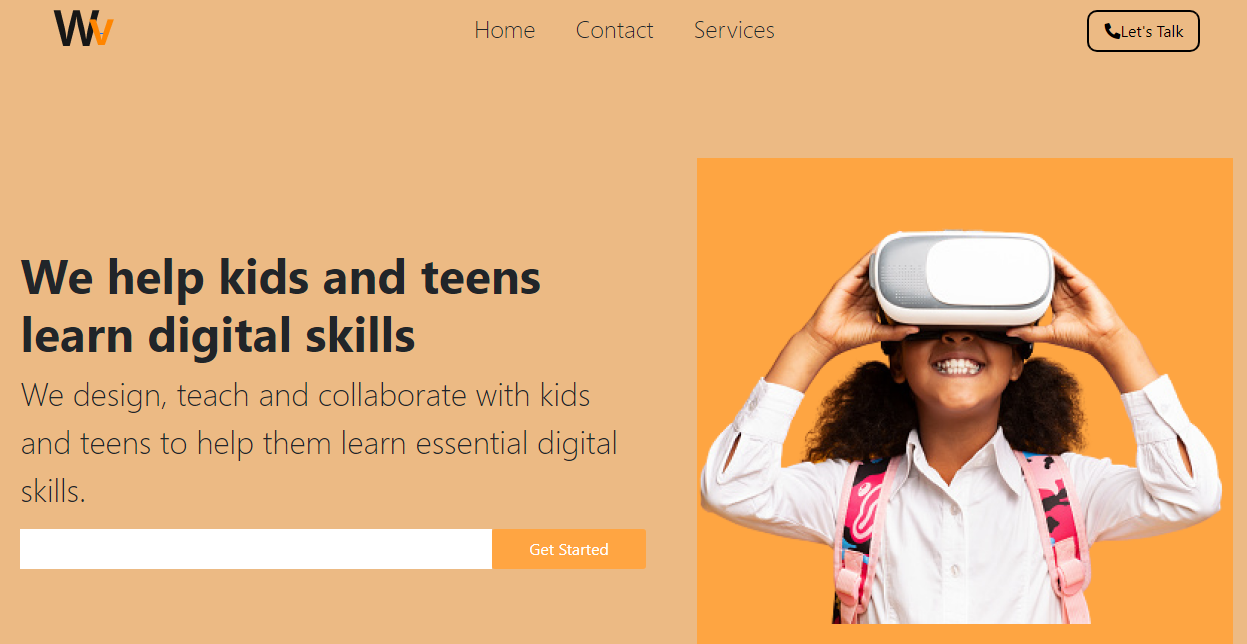 Wv
Home Contact Services
Let's Talk
We help kids and teens
learn digital skills
We design, teach and collaborate with kids
and teens to help them learn essential digital
skills.
Get Started